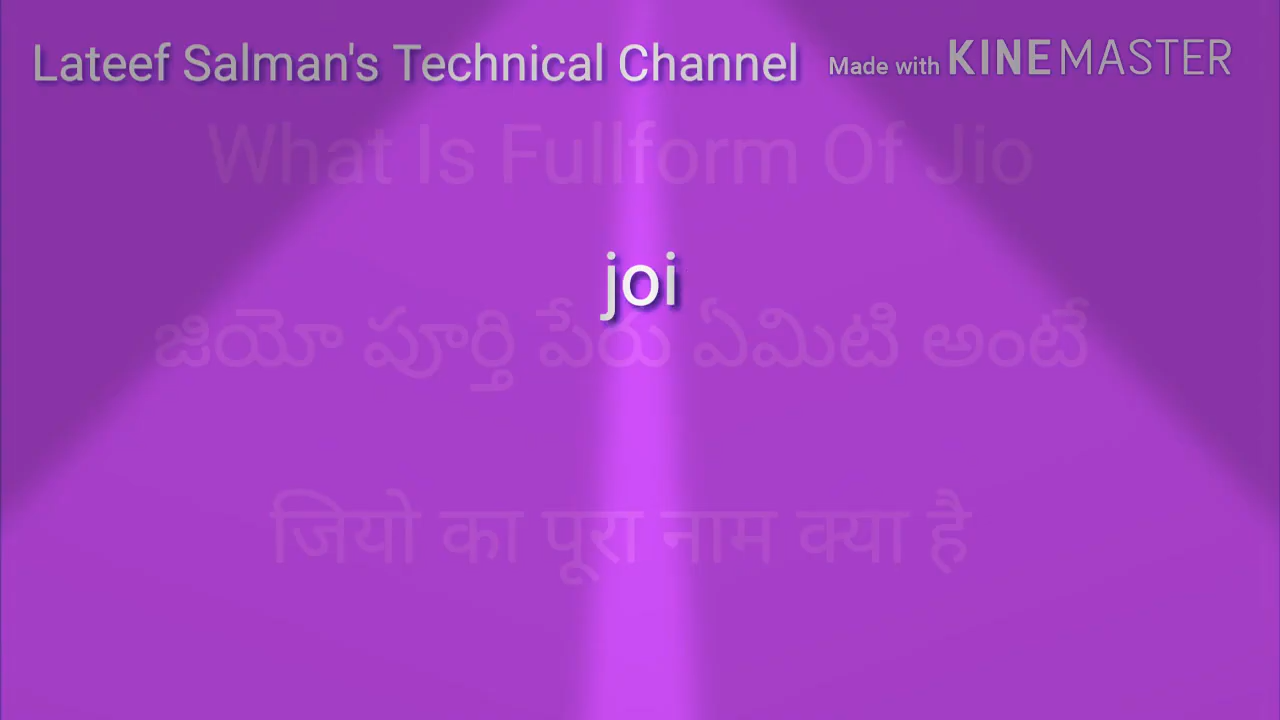 Lateef Salman's Technical Channel Made with KINEMASTER
What Is Fullform Of Jio
joi
జియో పూర్తి పేరు ఏమిటి అంటే
जियो का पूरा नाम क्या है